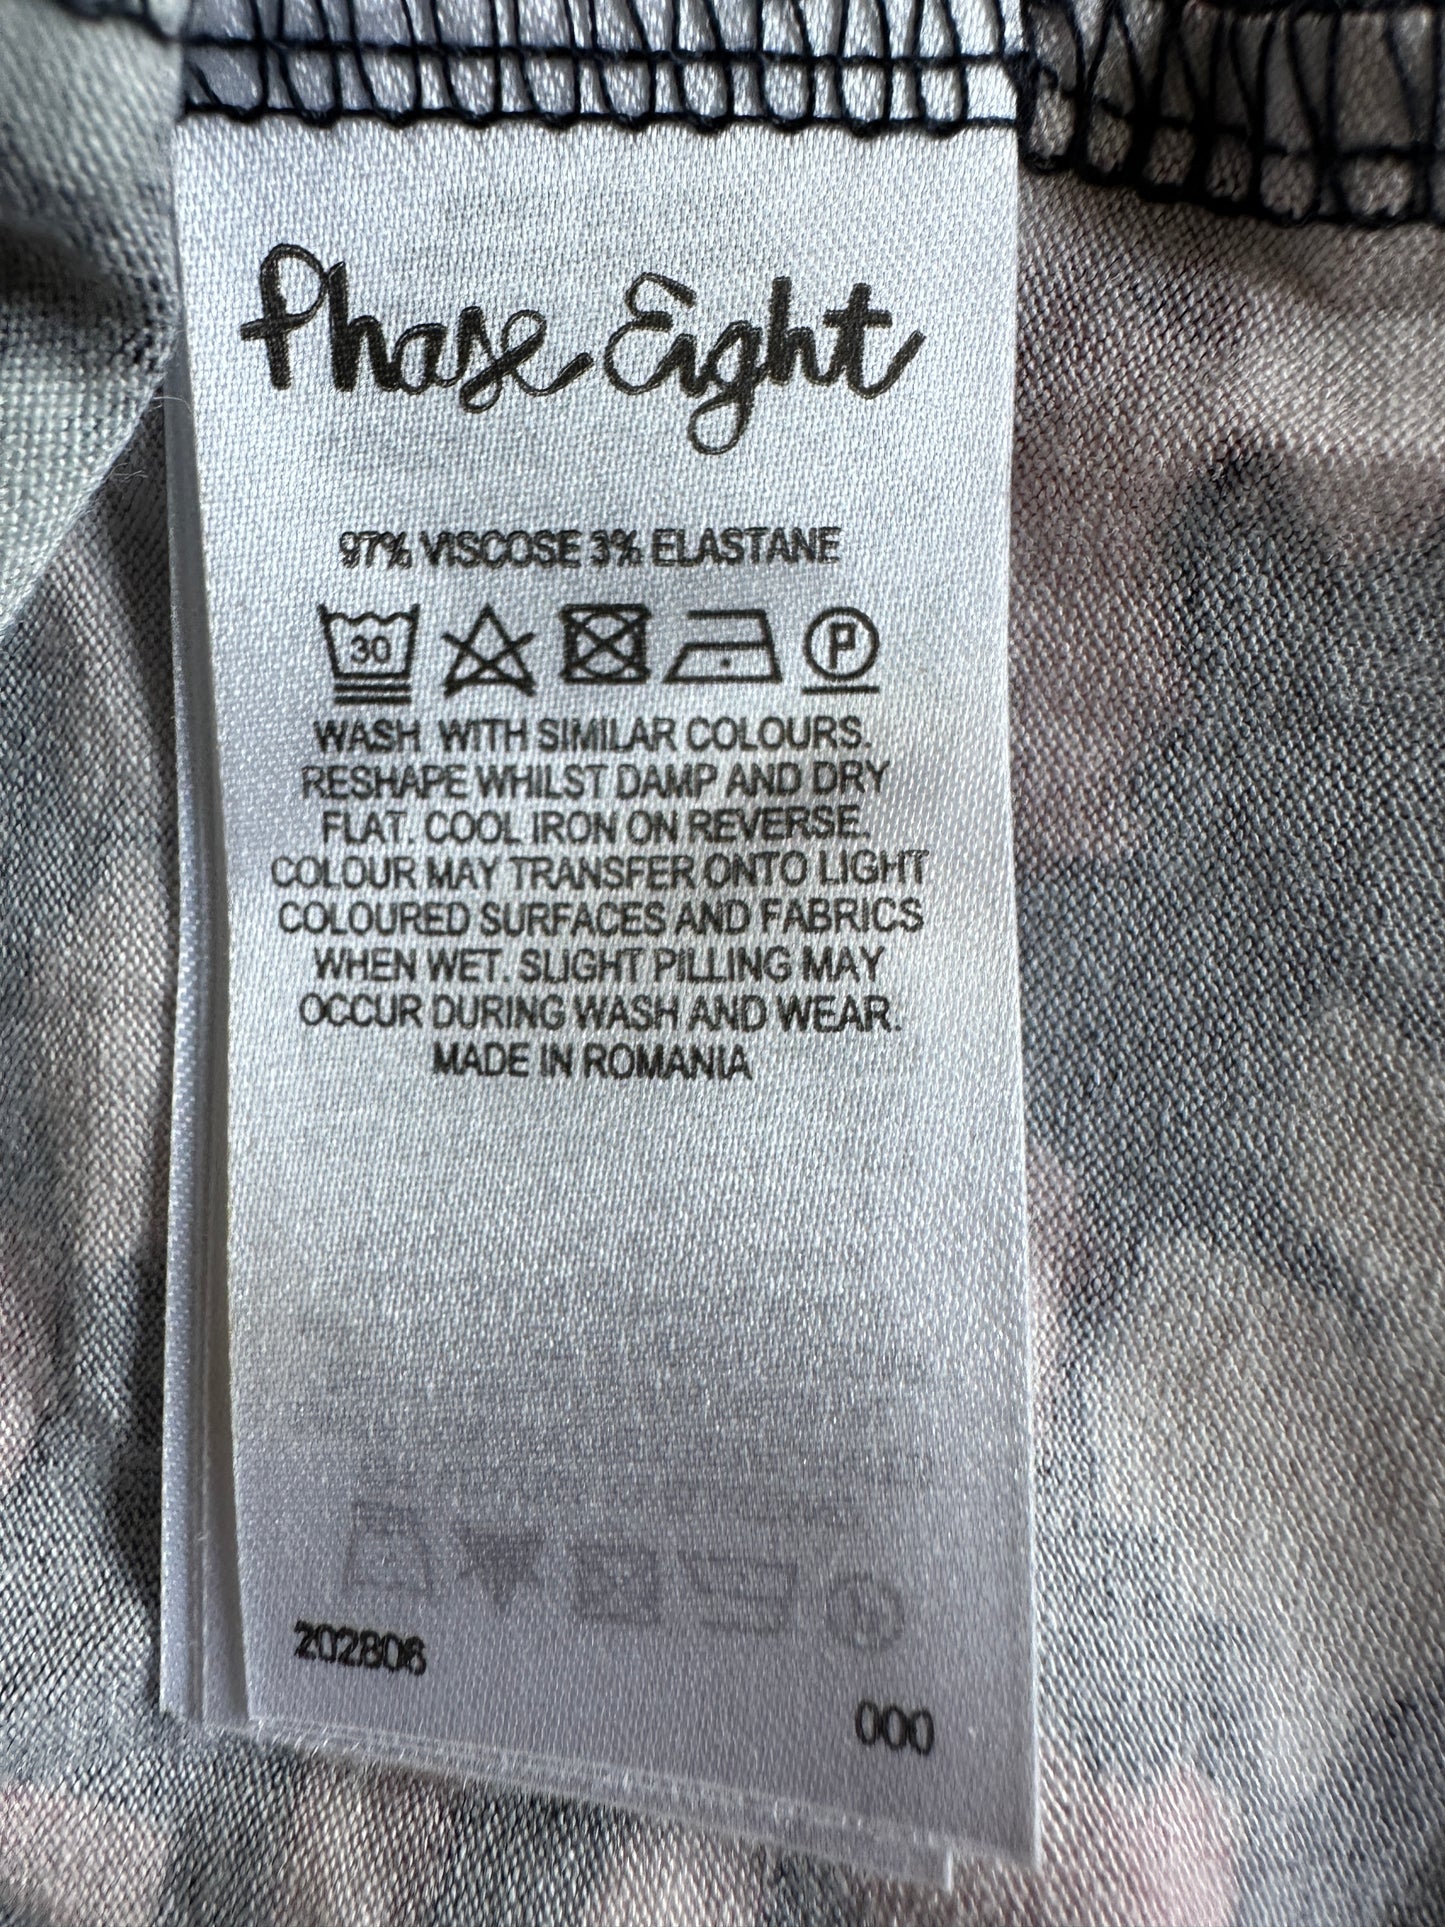 Phase Eight
97% VISCOSE 3% ELASTANE
30 P
WASH WITH SIMILAR COLOURS.
RESHAPE WHILST DAMP AND DRY
FLAT. COOL IRON ON REVERSE.
COLOUR MAY TRANSFER ONTO LIGHT
COLOURED SURFACES AND FABRICS
WHEN WET. SLIGHT PILLING MAY
OCCUR DURING WASH AND WEAR.
MADE IN ROMANIA
202806
000